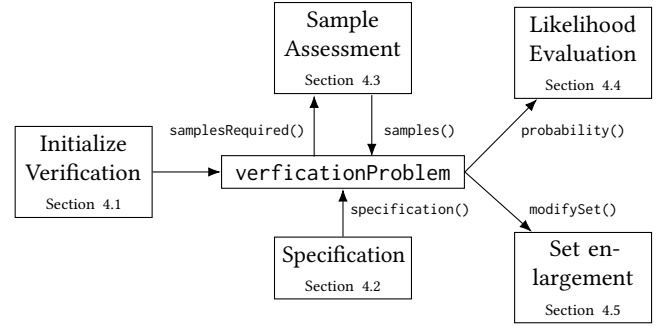 Sample
Assessment
Section 4.3
Likelihood
Evaluation
Section 4.4
Initialize
Verification
Section 4.1
samplesRequired()
samples()
probability()
verficationProblem
specification()
modifySet()
Specification
Section 4.2
Set en-
largement
Section 4.5